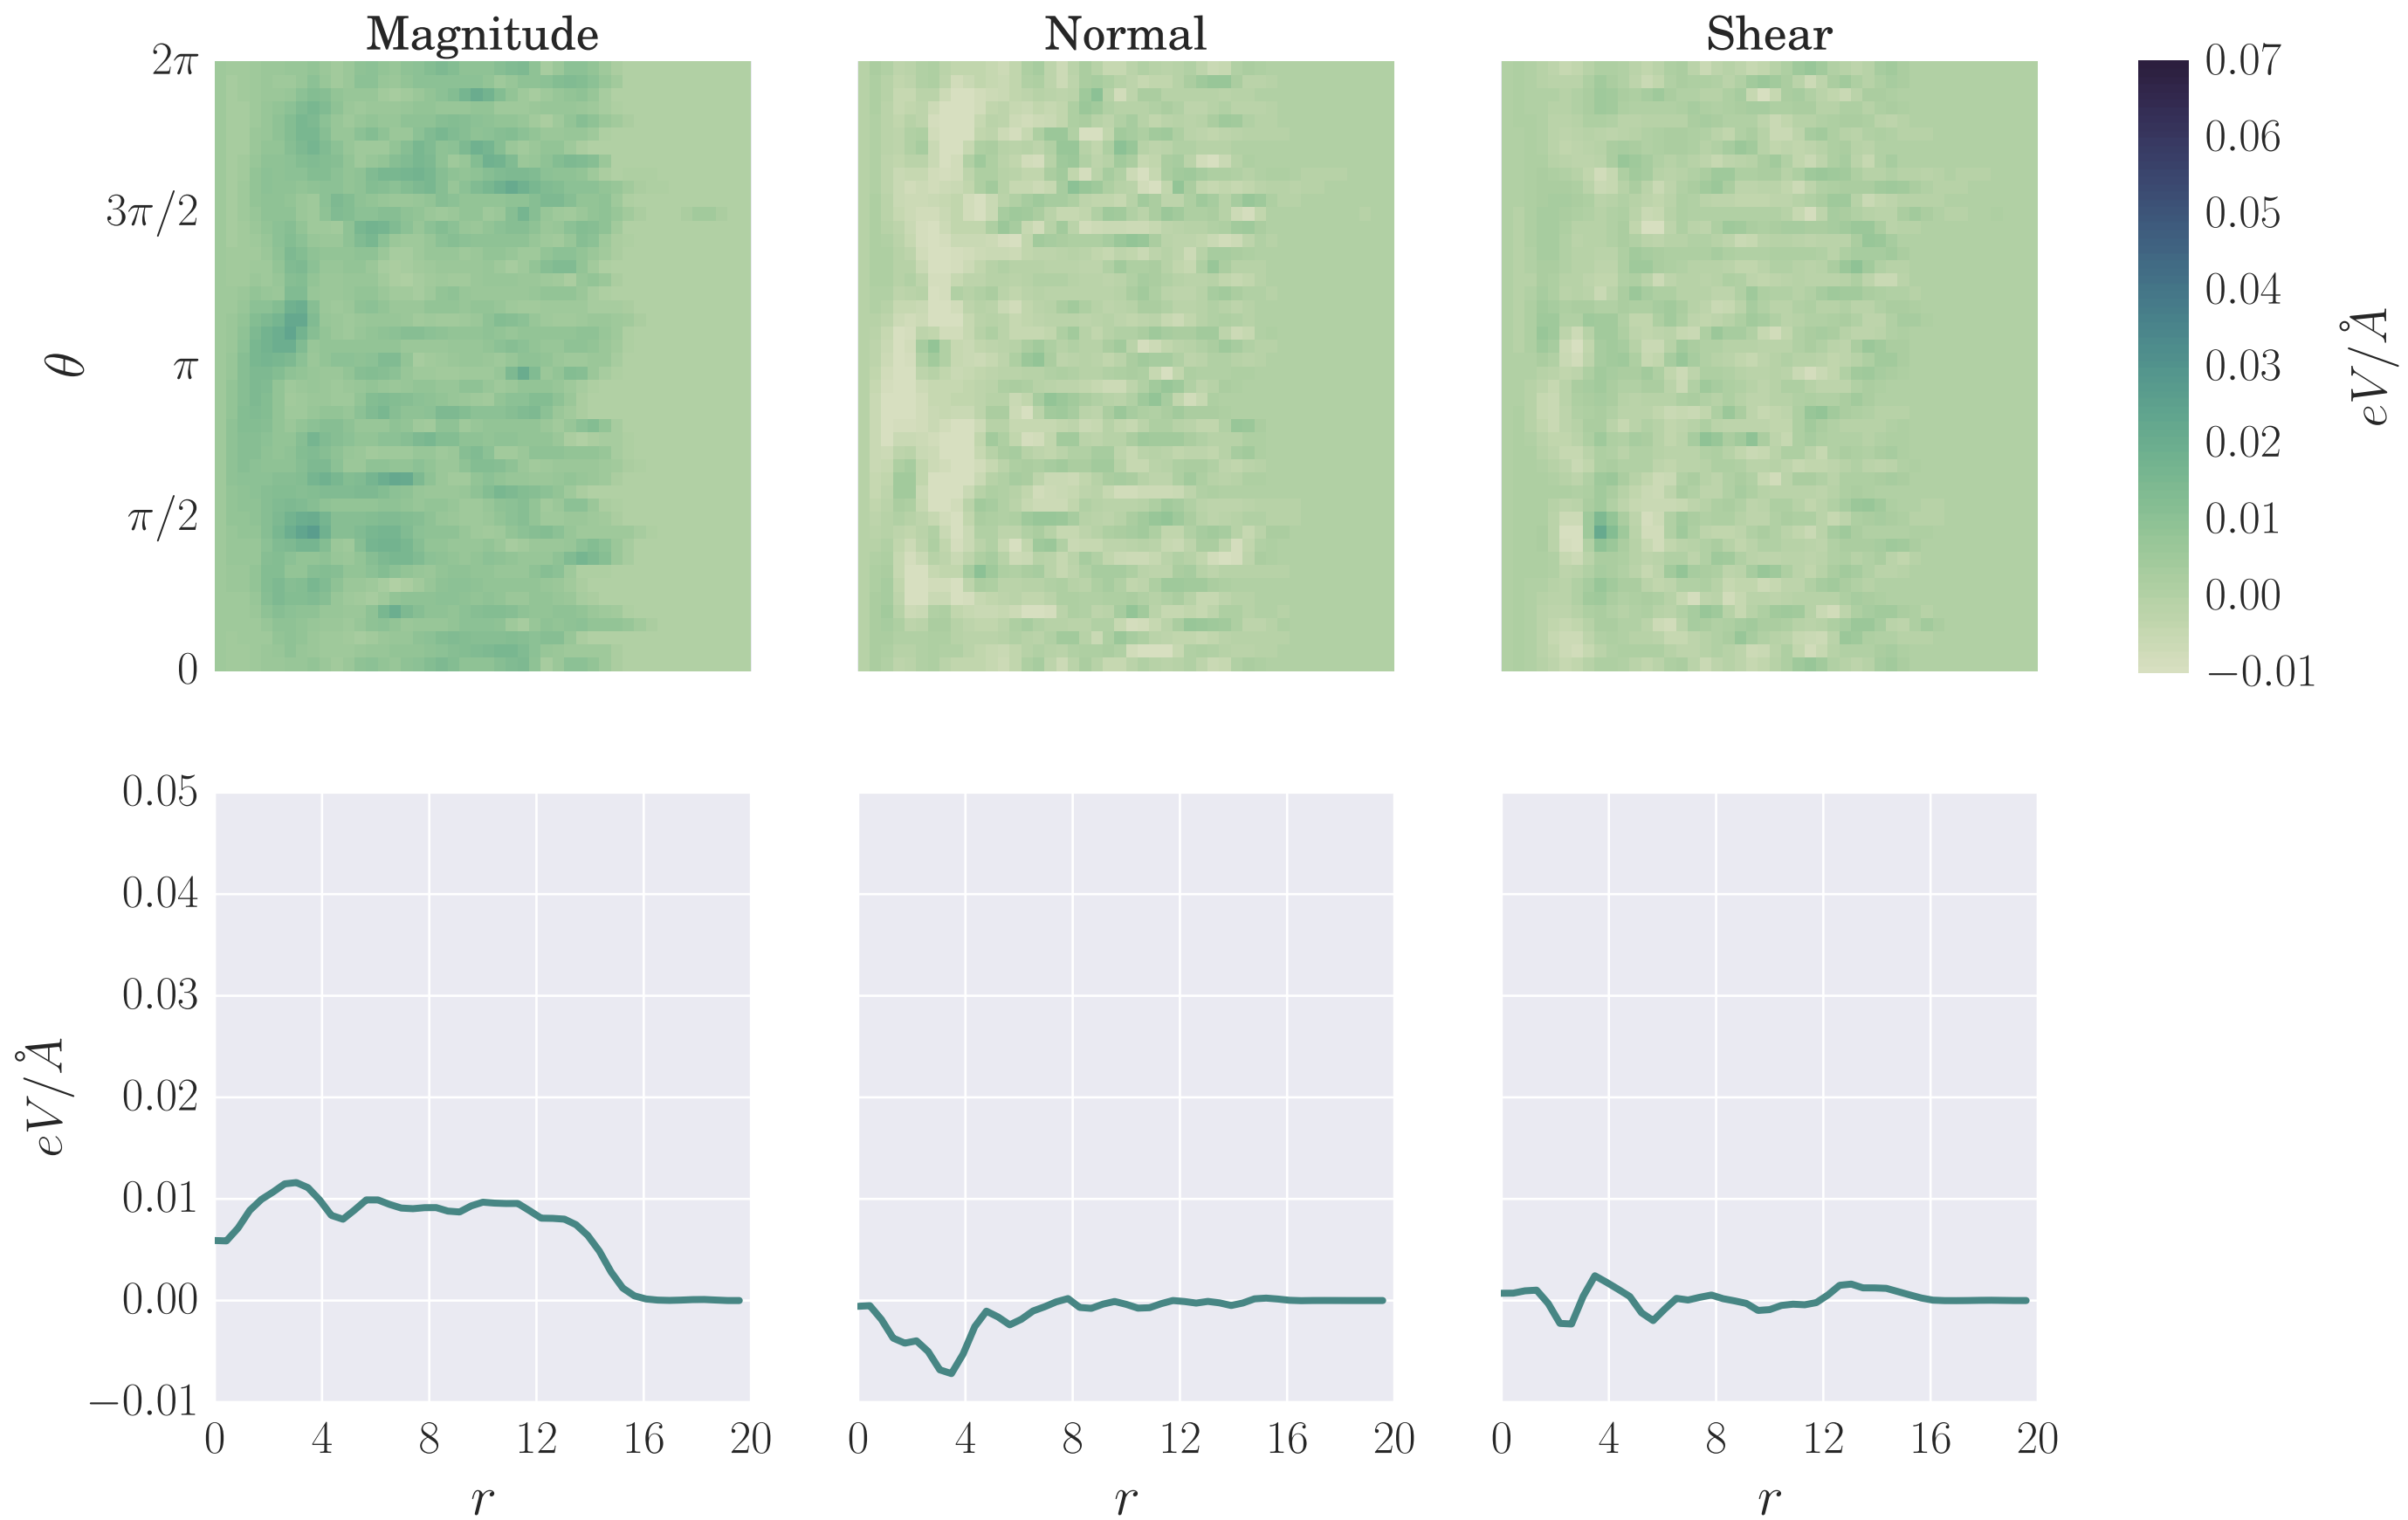 Magnitude Normal Shear
2π
3π/2
π
π/2
0
θ
0.07
0.06
0.05
0.04
0.03
0.02
0.01
0.00
−0.01
eV/Å
0.05
0.04
0.03
0.02
0.01
0.00
−0.01
eV/Å
0 4 8 12 16 20 0 4 8 12 16 20 0 4 8 12 16 20
r r r